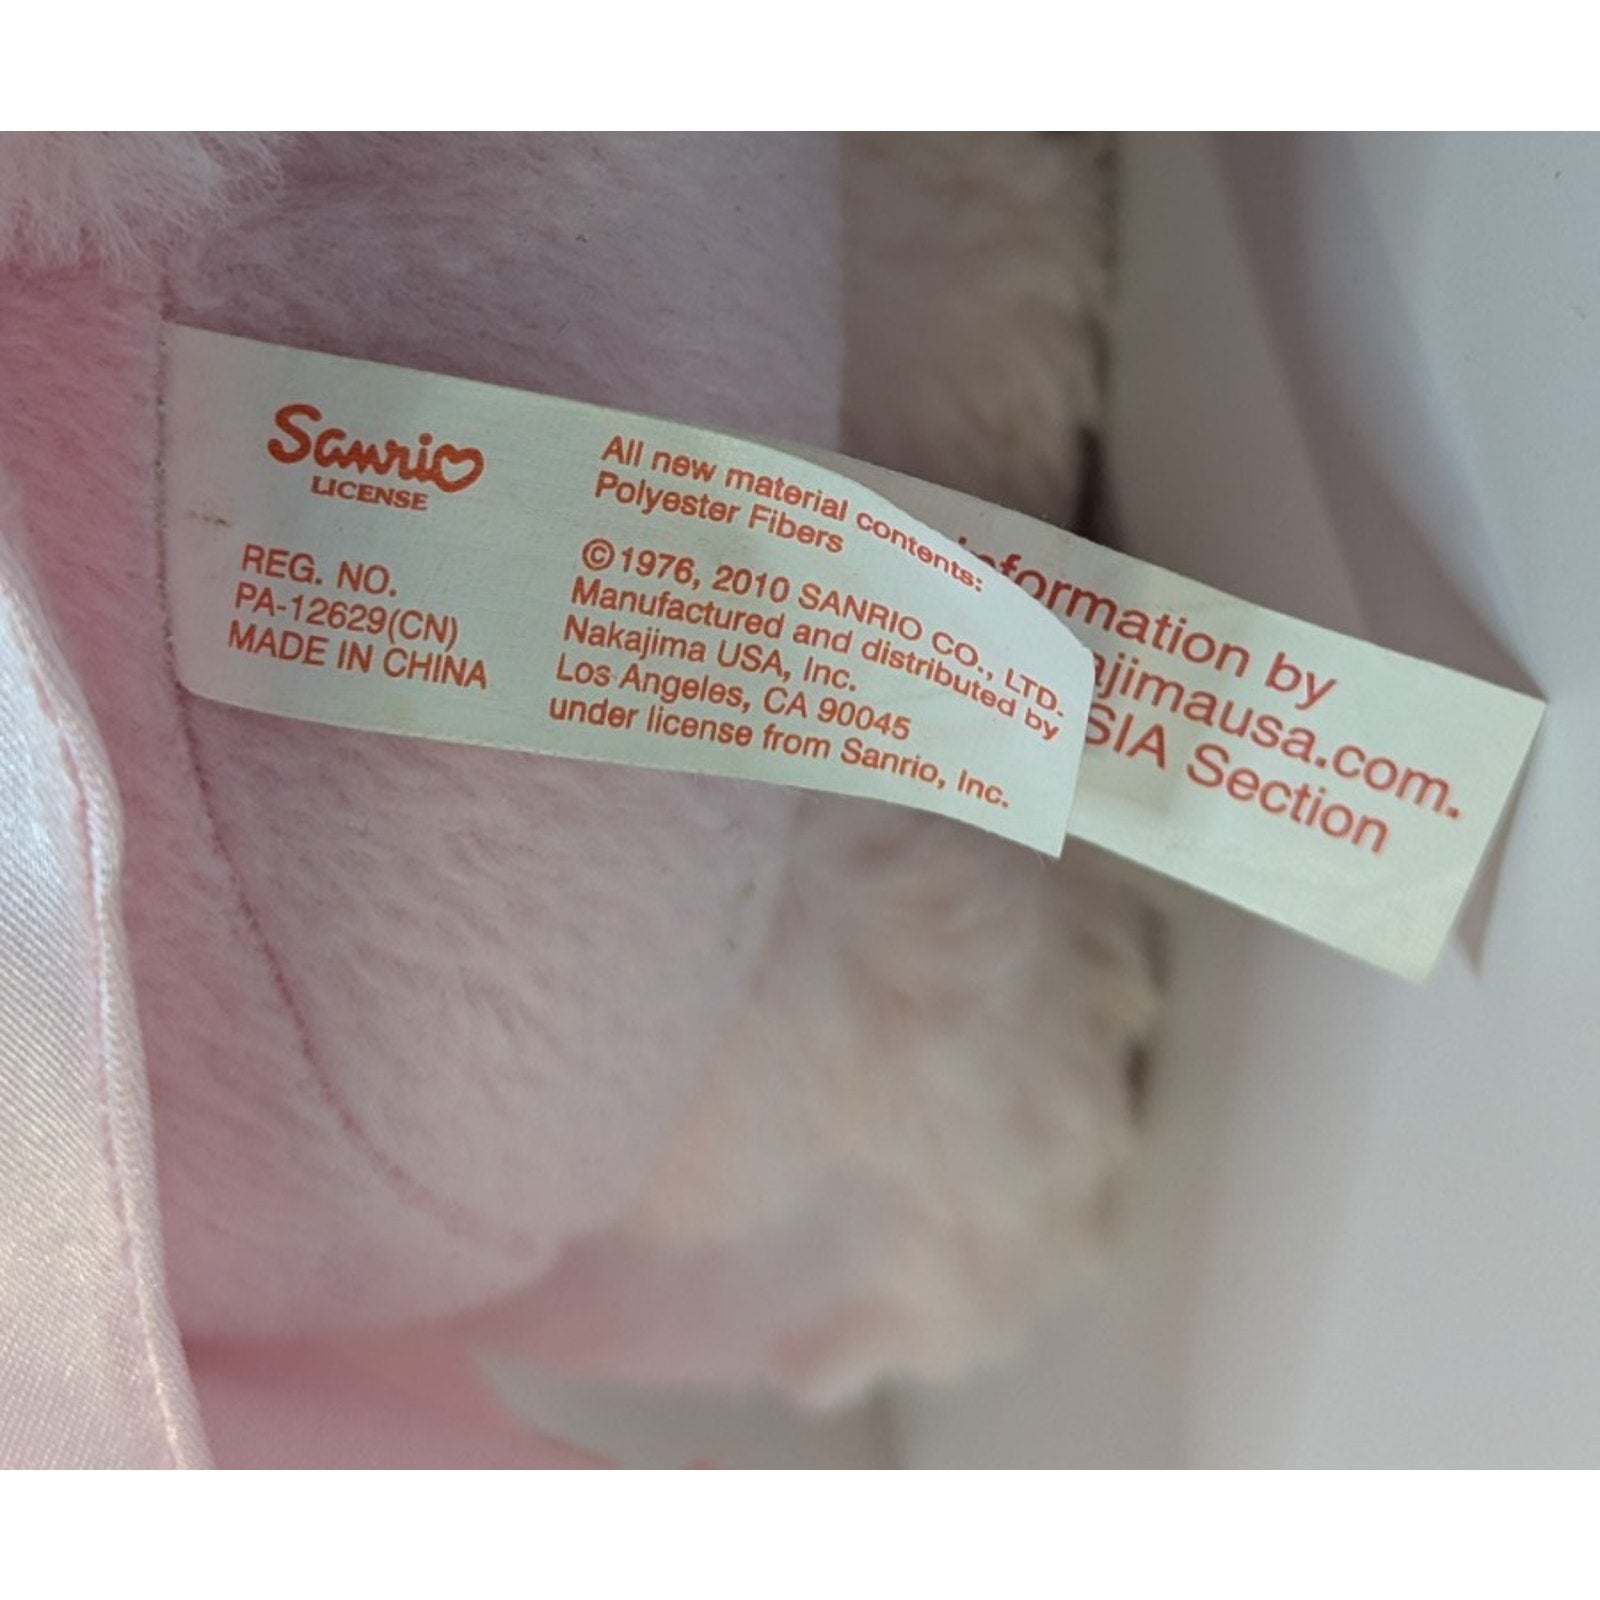 Sanrio
LICENSE
REG. NO.
PA-12629(CN)
MADE IN CHINA
All new material contents:
Polyester Fibers
©1976, 2010 SANRIO CO., LTD.
Manufactured and distributed by
Nakajima USA, Inc.
Los Angeles, CA 90045
under license from Sanrio, Inc.
information by
ajimausa.com.
SIA Section